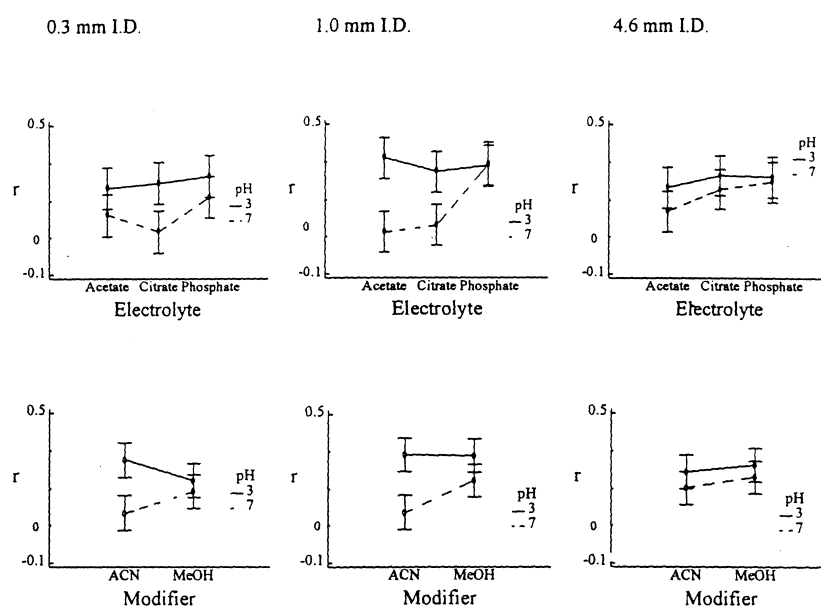 0.3 mm I.D.
1.0 mm I.D.
4.6 mm I.D.
0.5
r
0
-0.1
pH
3
7
Acetate Citrate Phosphate
Electrolyte
0.5
r
0
-0.1
pH
3
7
Acetate Citrate Phosphate
Electrolyte
0.5
r
0
-0.1
pH
3
7
Acetate Citrate Phosphate
Electrolyte
0.5
r
0
-0.1
pH
3
7
ACN MeOH
Modifier
0.5
r
0
-0.1
pH
3
7
ACN MeOH
Modifier
0.5
r
0
-0.1
pH
3
7
ACN MeOH
Modifier